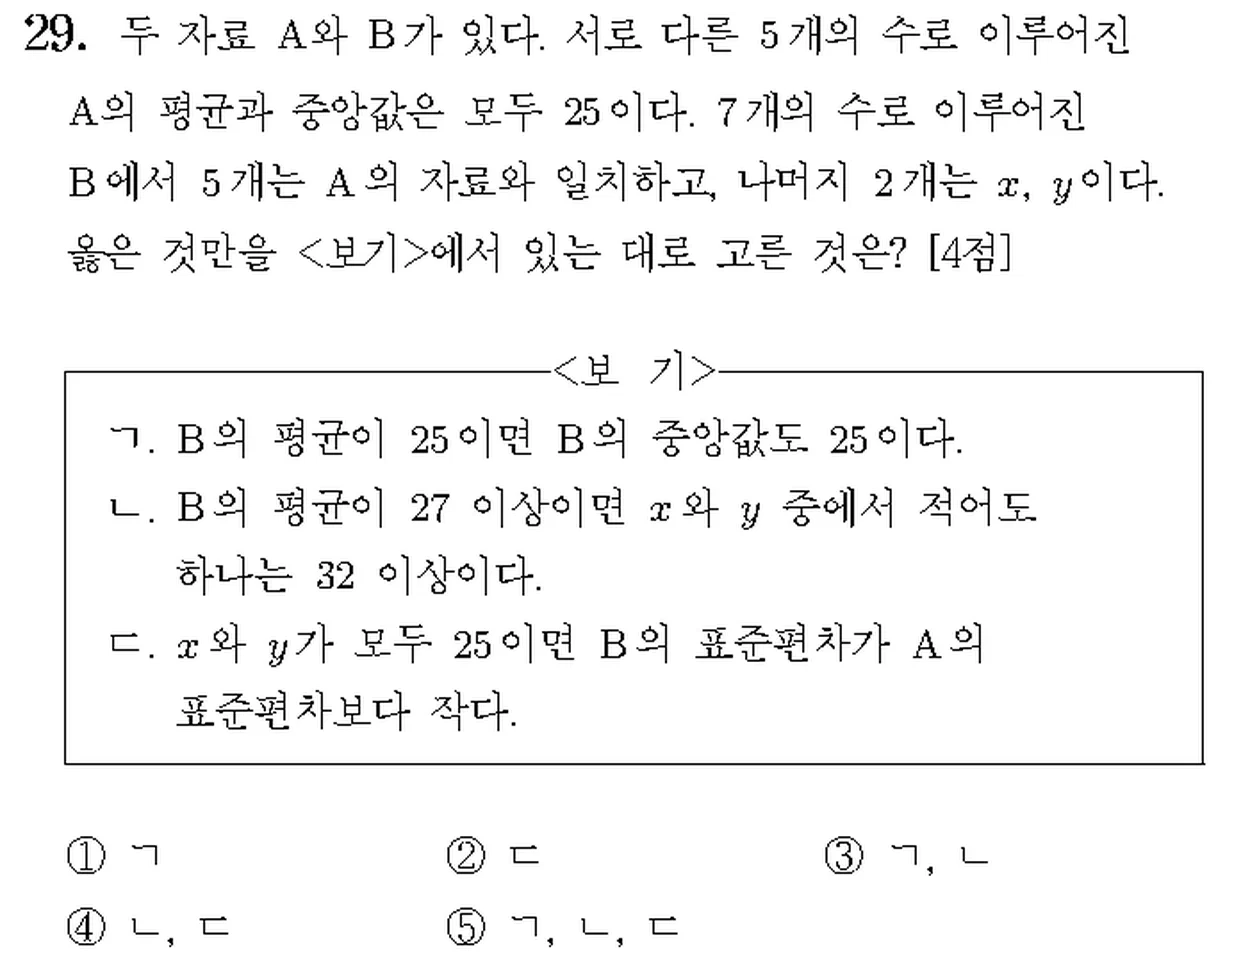 29. 두 자료 A와 B가 있다. 서로 다른 5개의 수로 이루어진
A의 평균과 중앙값은 모두 25이다. 7개의 수로 이루어진
B에서 5개는 A의 자료와 일치하고, 나머지 2개는 x, y이다.
옳은 것만을 <보기>에서 있는 대로 고른 것은? [4점]
<보 기>
ㄱ. B의 평균이 25이면 B의 중앙값도 25이다.
ㄴ. B의 평균이 27 이상이면 x와 y 중에서 적어도
하나는 32 이상이다.
ㄷ. x와 y가 모두 25이면 B의 표준편차가 A의
표준편차보다 작다.
① ㄱ ② ㄷ ③ ㄱ, ㄴ
④ ㄴ, ㄷ ⑤ ㄱ, ㄴ, ㄷ